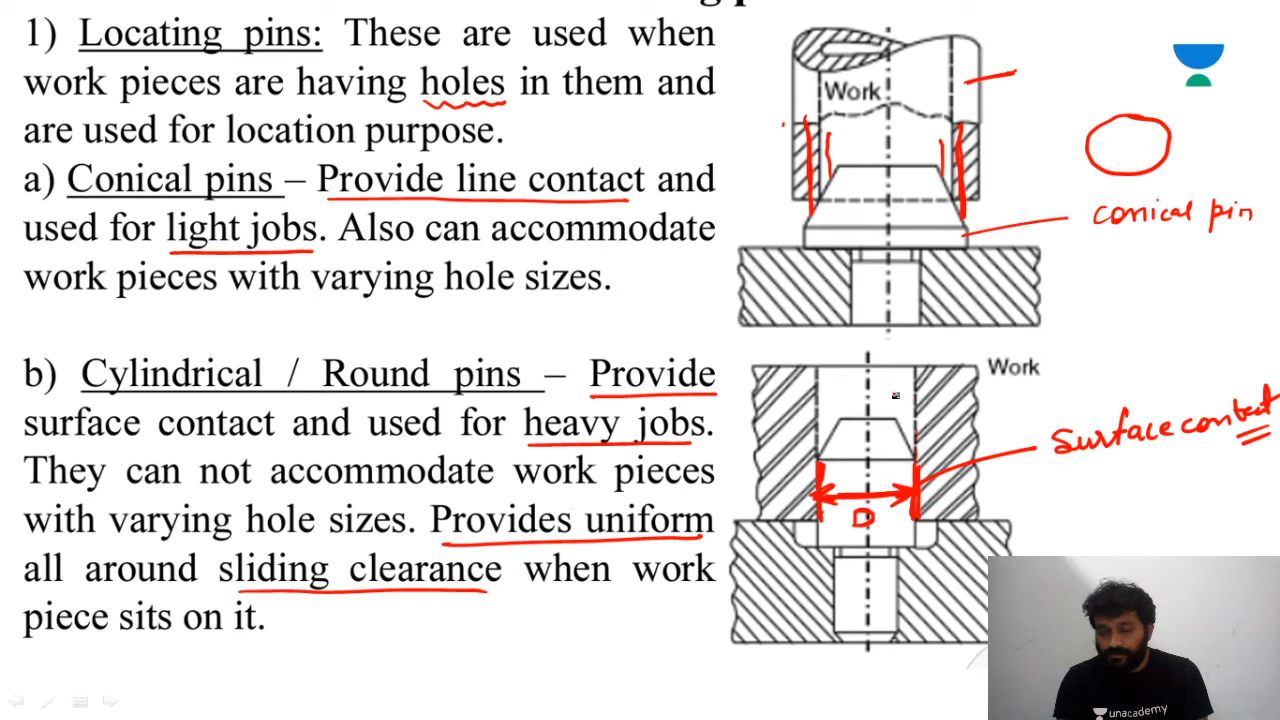 1) Locating pins: These are used when
work pieces are having holes in them and
are used for location purpose.
a) Conical pins – Provide line contact and
used for light jobs. Also can accommodate
work pieces with varying hole sizes.
b) Cylindrical / Round pins – Provide
surface contact and used for heavy jobs.
They can not accommodate work pieces
with varying hole sizes. Provides uniform
all around sliding clearance when work
piece sits on it.
Work
conical pin
Work
Surface contact
D
unacademy